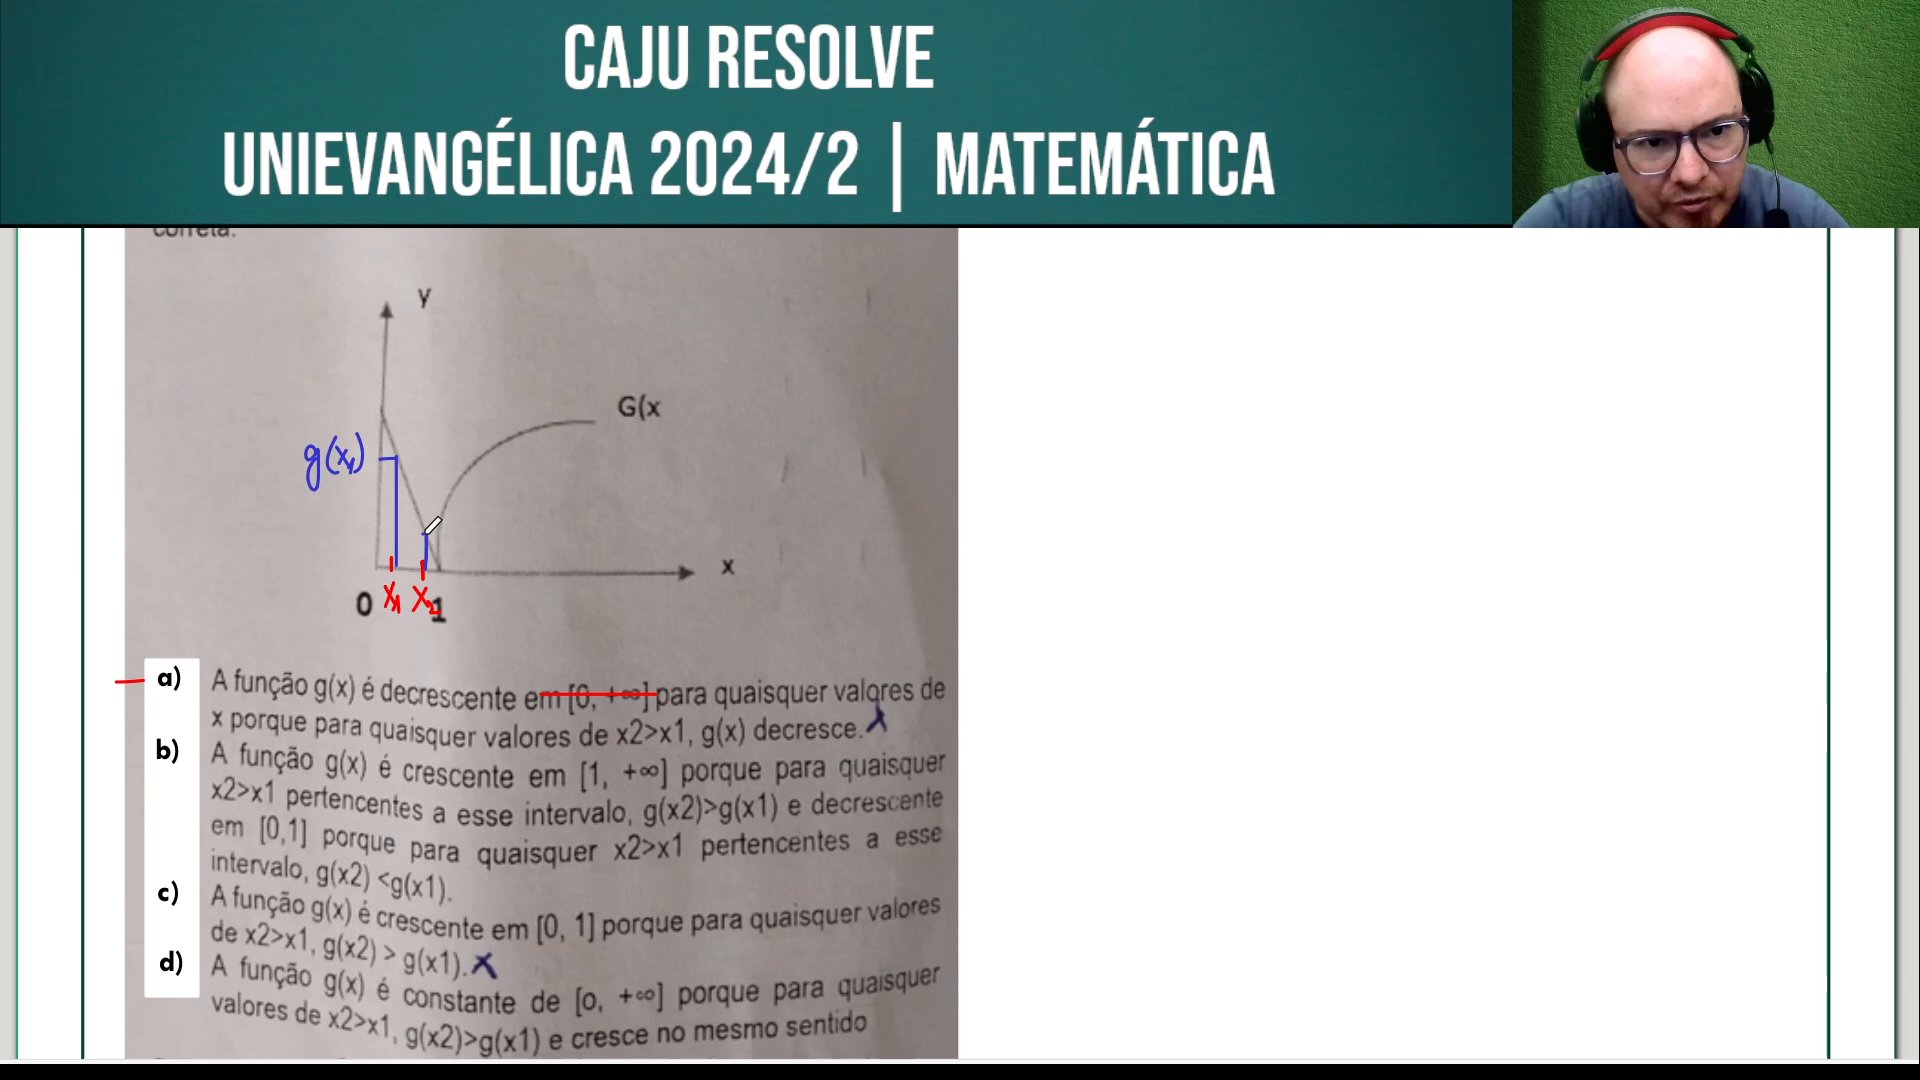 CAJU RESOLVE
UNIEVANGÉLICA 2024/2 | MATEMÁTICA
correta.
y
G(x
g(x1)
x
0 x1 x2 1
a) A função g(x) é decrescente em [0, +∞] para quaisquer valores de
x porque para quaisquer valores de x2>x1, g(x) decresce. X
b) A função g(x) é crescente em [1, +∞] porque para quaisquer
x2>x1 pertencentes a esse intervalo, g(x2)>g(x1) e decrescente
em [0,1] porque para quaisquer x2>x1 pertencentes a esse
intervalo, g(x2) <g(x1).
c) A função g(x) é crescente em [0, 1] porque para quaisquer valores
de x2>x1, g(x2) > g(x1). X
d) A função g(x) é constante de [o, +∞] porque para quaisquer
valores de x2>x1, g(x2)>g(x1) e cresce no mesmo sentido